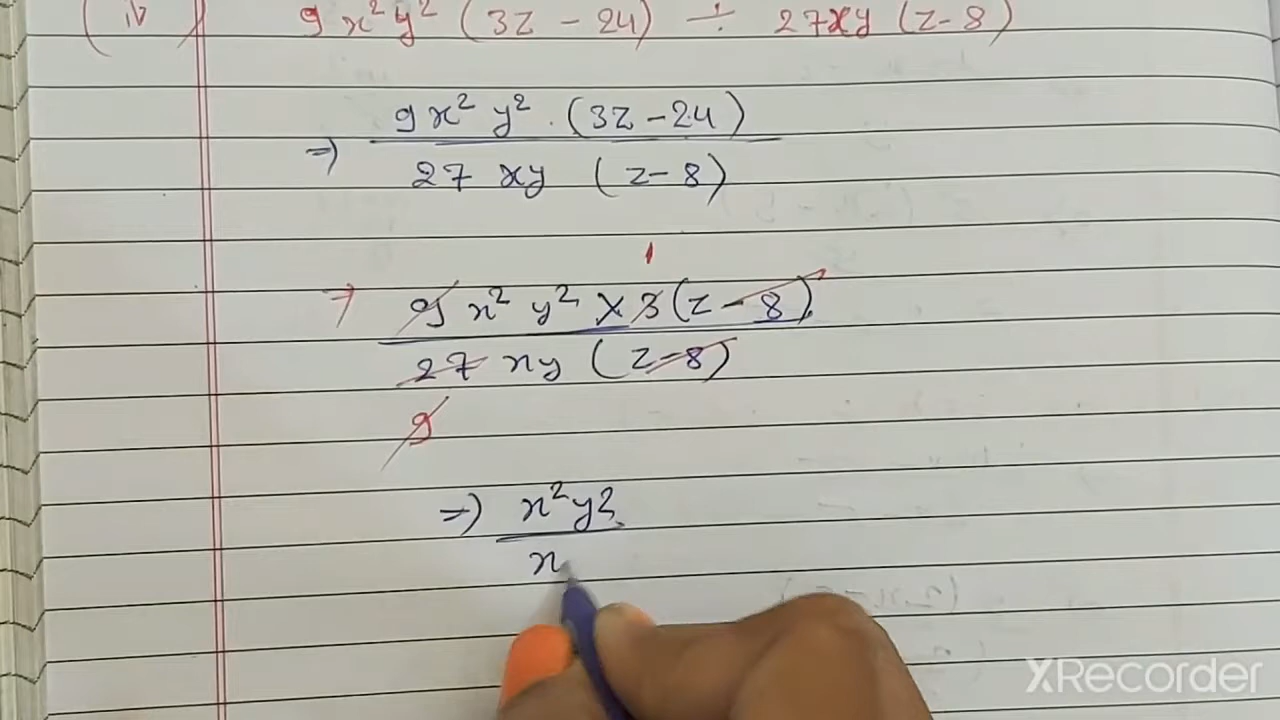 (iv) 9x²y² (3z - 24) ÷ 27xy (z-8)
⇒ 9x² y² . (3z - 24)
27 xy (z-8)
1
⇒ 9 x² y² × 3 (z - 8)
27 xy (z-8)
9
⇒ x²y²
x
XRecorder